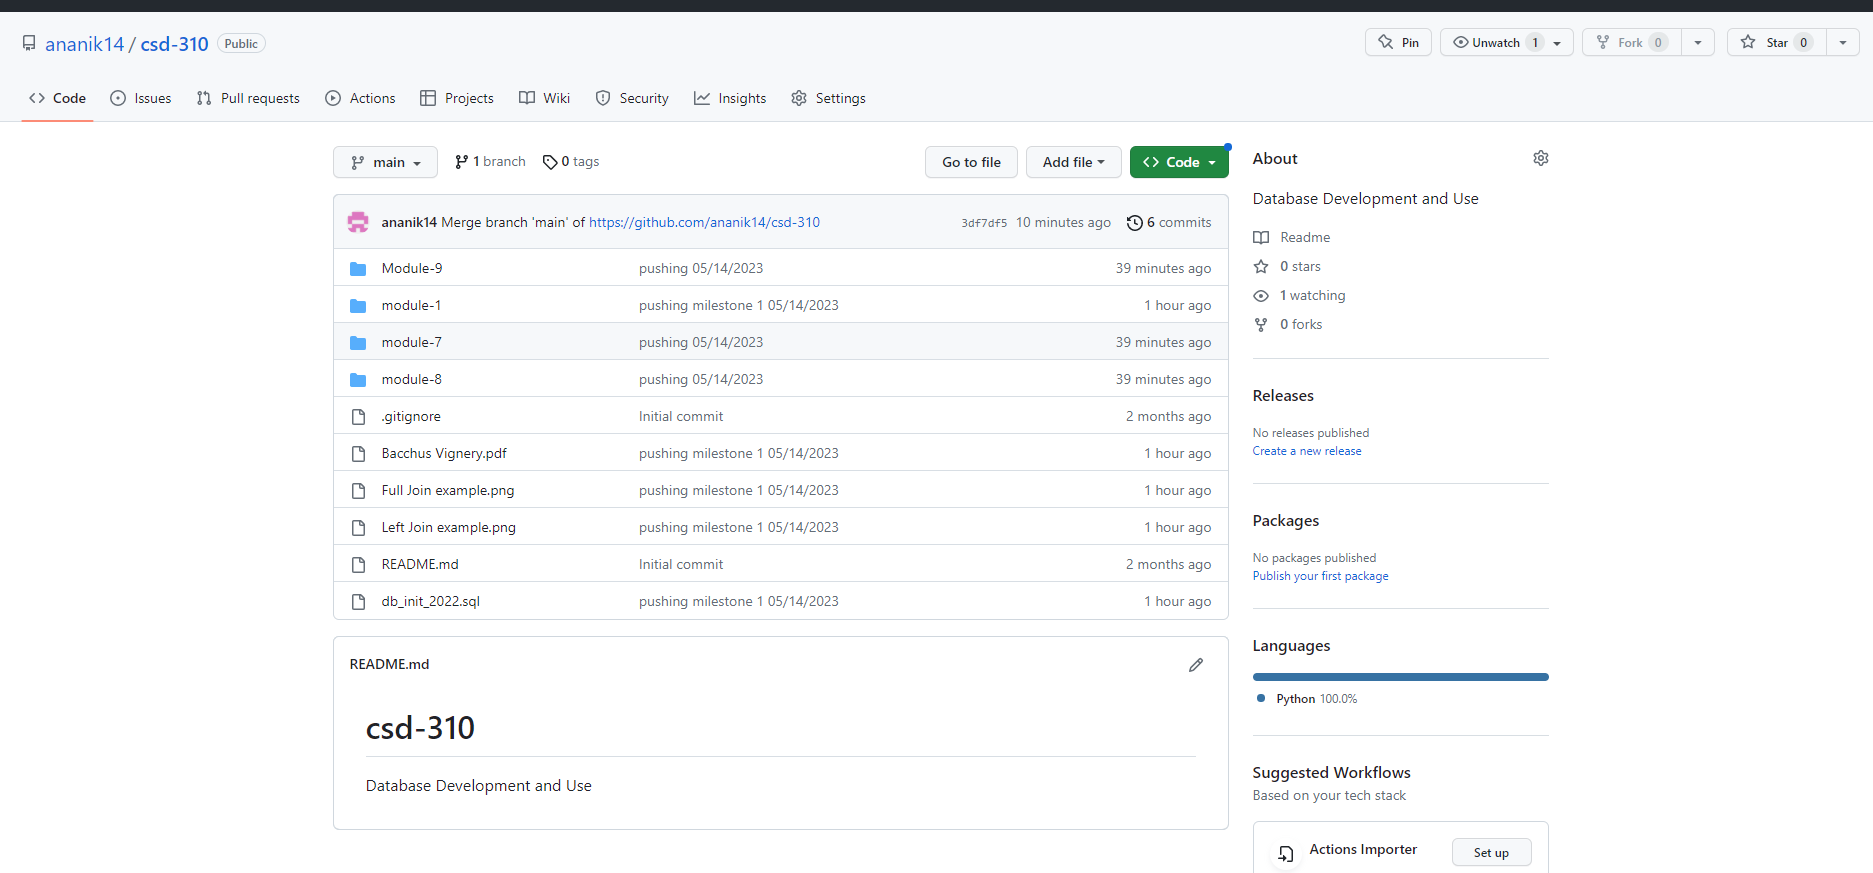 ananik14 / csd-310 Public
Pin Unwatch 1 Fork 0 Star 0
Code Issues Pull requests Actions Projects Wiki Security Insights Settings
main 1 branch 0 tags Go to file Add file Code
ananik14 Merge branch 'main' of https://github.com/ananik14/csd-310 3df7df5 10 minutes ago 6 commits
Module-9 pushing 05/14/2023 39 minutes ago
module-1 pushing milestone 1 05/14/2023 1 hour ago
module-7 pushing 05/14/2023 39 minutes ago
module-8 pushing 05/14/2023 39 minutes ago
.gitignore Initial commit 2 months ago
Bacchus Vignery.pdf pushing milestone 1 05/14/2023 1 hour ago
Full Join example.png pushing milestone 1 05/14/2023 1 hour ago
Left Join example.png pushing milestone 1 05/14/2023 1 hour ago
README.md Initial commit 2 months ago
db_init_2022.sql pushing milestone 1 05/14/2023 1 hour ago
README.md
csd-310
Database Development and Use
About
Database Development and Use
Readme
0 stars
1 watching
0 forks
Releases
No releases published
Create a new release
Packages
No packages published
Publish your first package
Languages
Python 100.0%
Suggested Workflows
Based on your tech stack
Actions Importer Set up